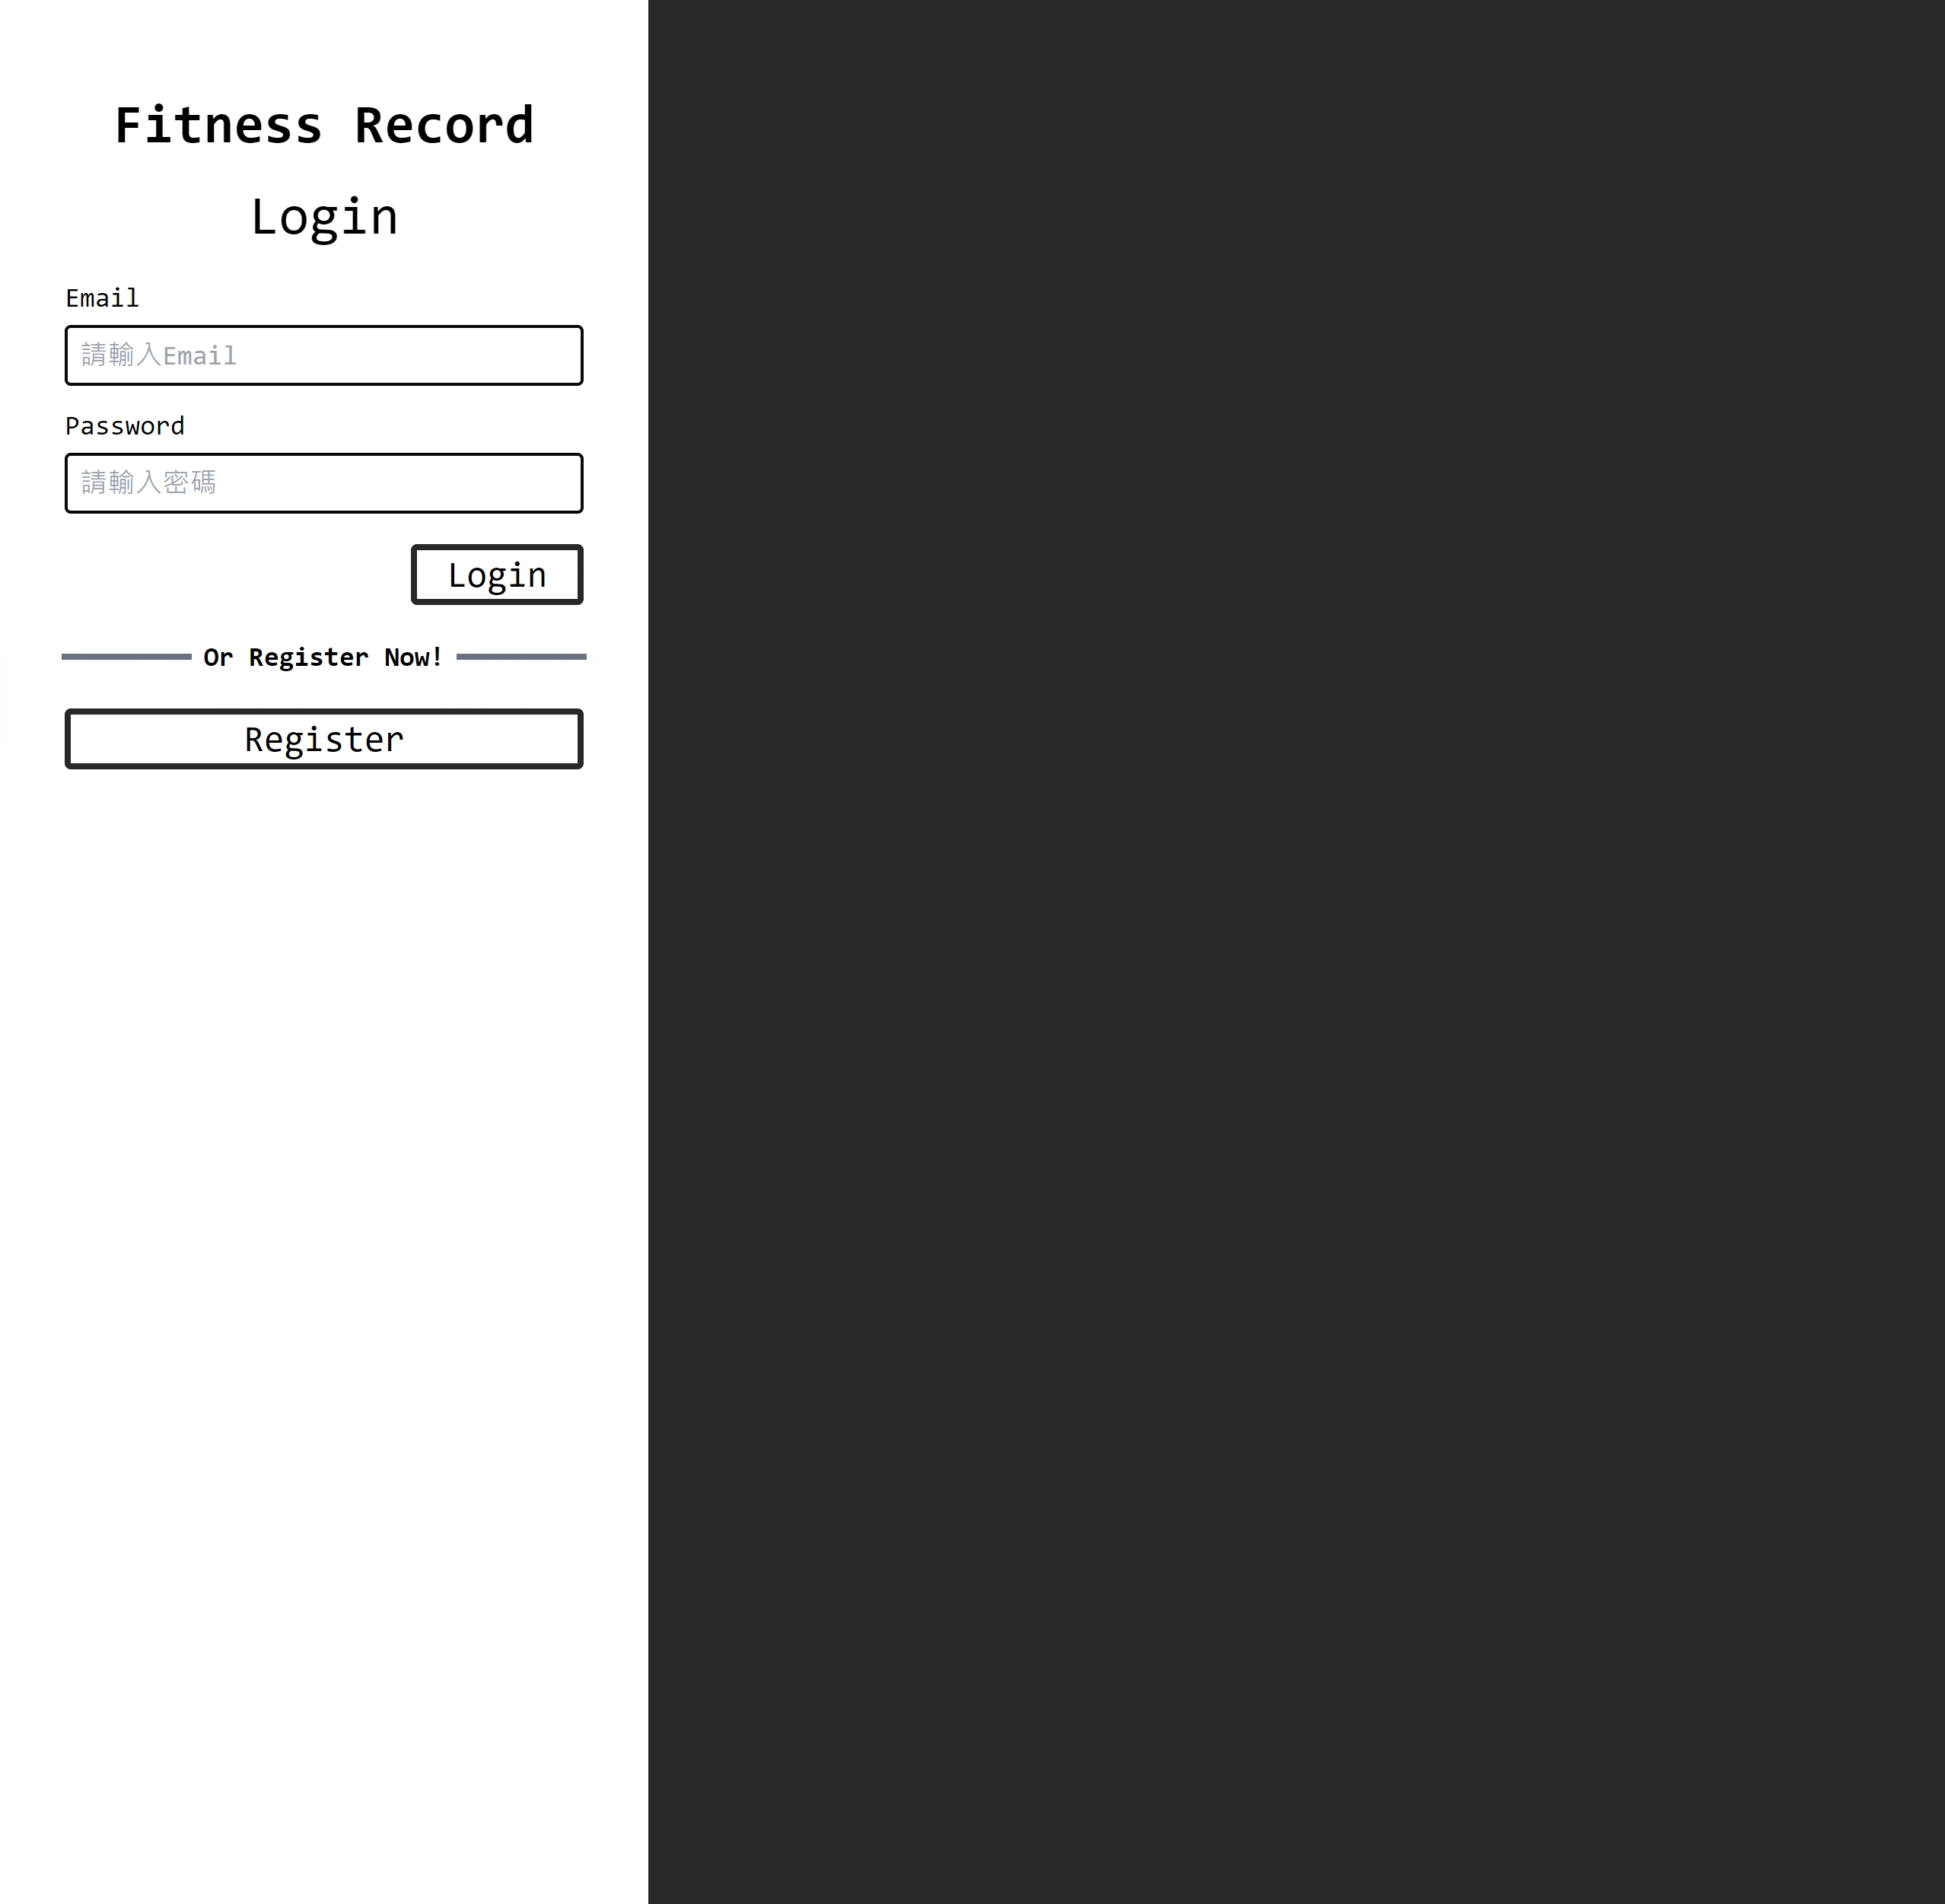 Fitness Record
Login
Email
請輸入Email
Password
請輸入密碼
Login
Or Register Now!
Register